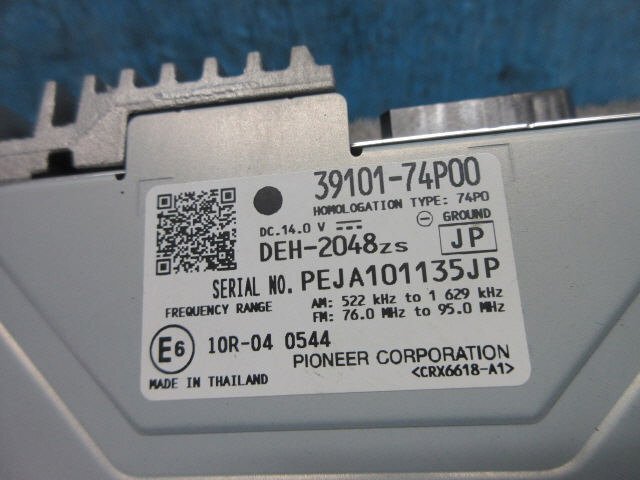 39101-74P00
HOMOLOGATION TYPE: 74P0
DC.14.0 V
GROUND
DEH-2048ZS
JP
SERIAL NO. PEJA101135JP
FREQUENCY RANGE
AM: 522 kHz to 1 629 kHz
FM: 76.0 MHz to 95.0 MHz
E6 10R-04 0544
PIONEER CORPORATION
MADE IN THAILAND
<CRX6618-A1>